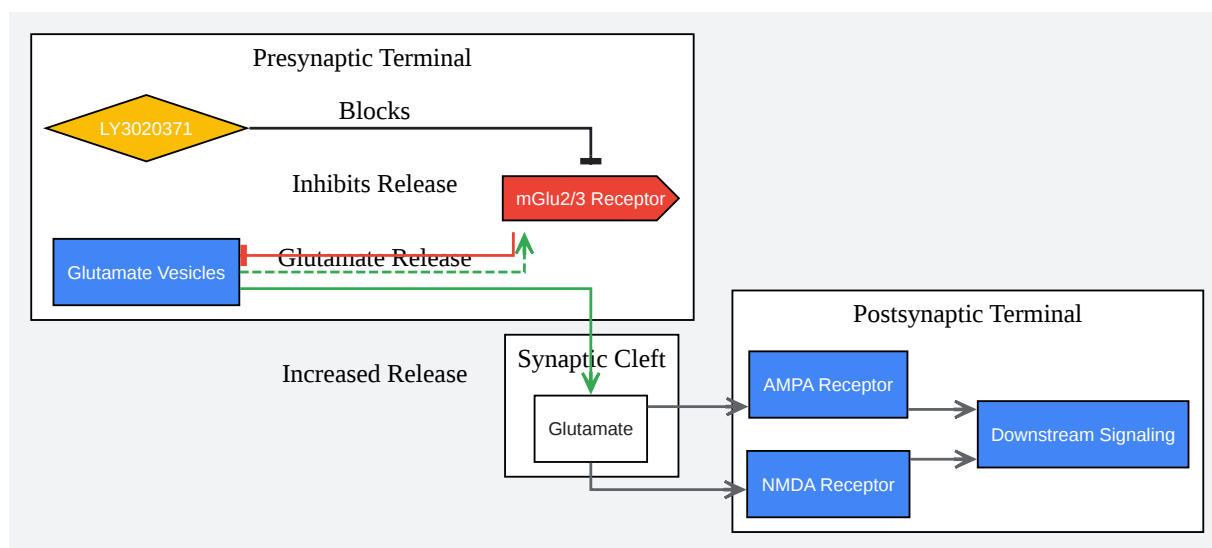 Presynaptic Terminal
LY3020371
Blocks
Inhibits Release
mGlu2/3 Receptor
Glutamate Release
Glutamate Vesicles
Increased Release
Synaptic Cleft
Glutamate
Postsynaptic Terminal
AMPA Receptor
Downstream Signaling
NMDA Receptor